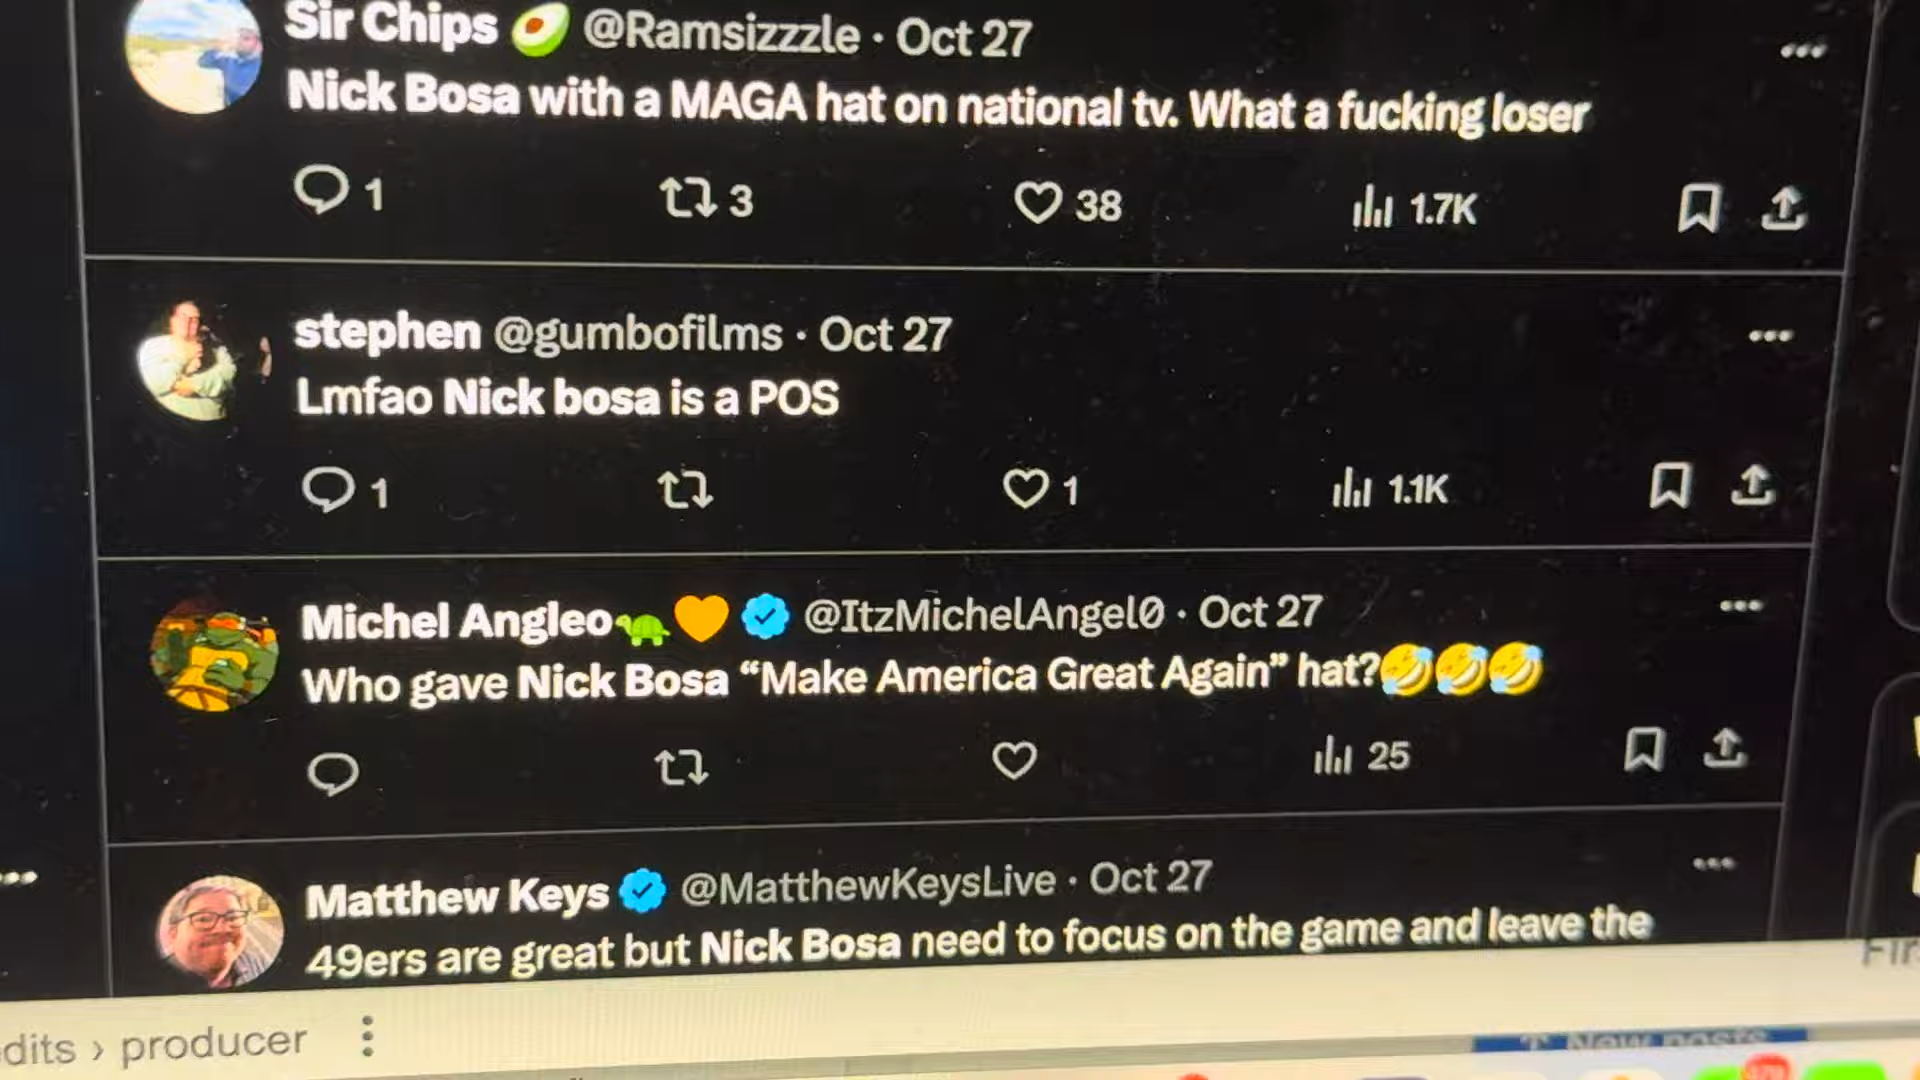 Sir Chips 🥑 @Ramsizzzle · Oct 27
Nick Bosa with a MAGA hat on national tv. What a fucking loser
1 3 38 1.7K
stephen @gumbofilms · Oct 27
Lmfao Nick bosa is a POS
1 1 1.1K
Michel Angleo🐢🧡 @ItzMichelAngel0 · Oct 27
Who gave Nick Bosa “Make America Great Again” hat?🤣🤣🤣
25
Matthew Keys @MatthewKeysLive · Oct 27
49ers are great but Nick Bosa need to focus on the game and leave the
dits › producer
New posts